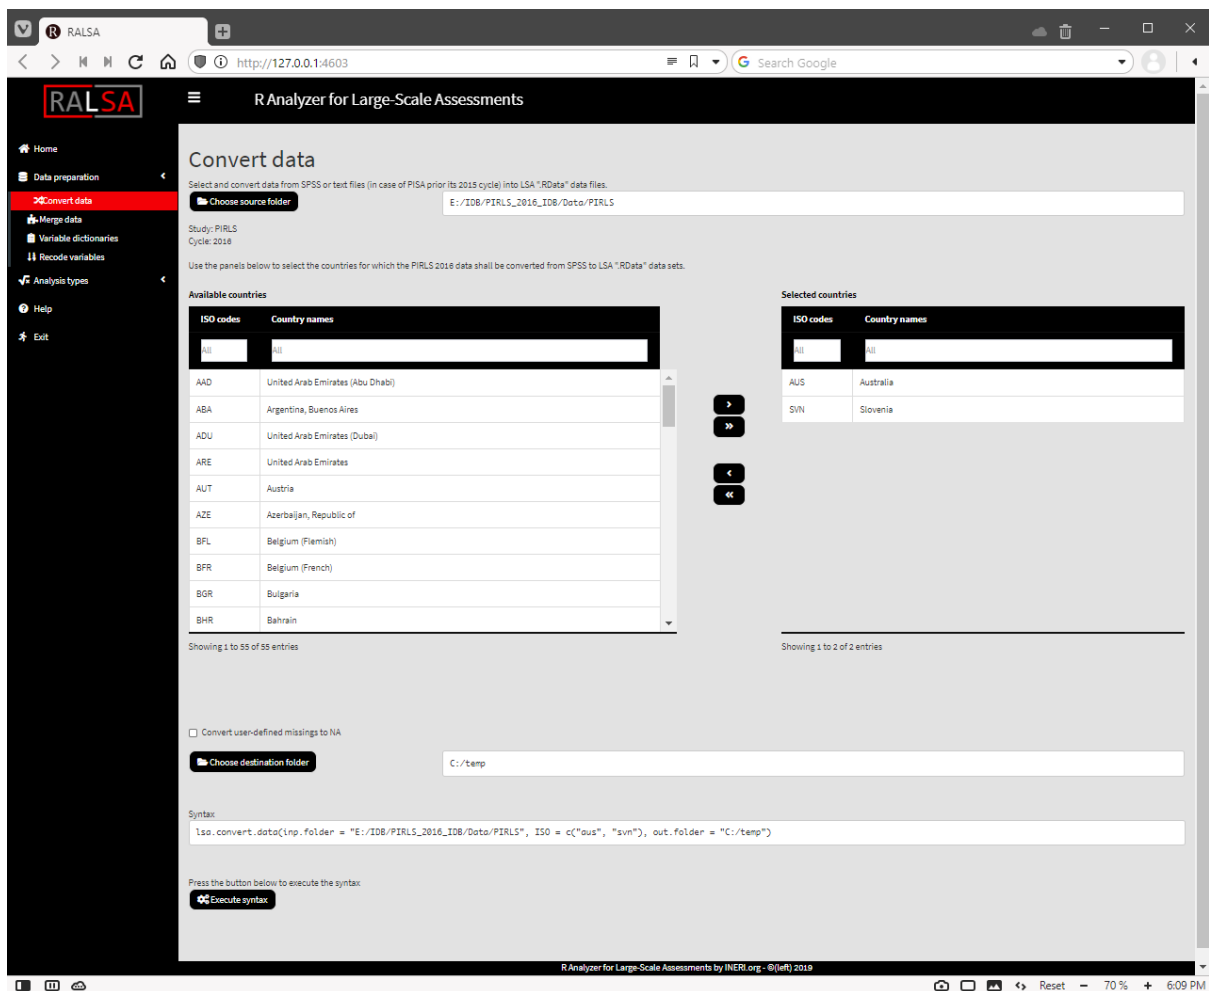 RALSA
http://127.0.0.1:4603
Search Google
RALSA
R Analyzer for Large-Scale Assessments
Home
Data preparation
Convert data
Merge data
Variable dictionaries
Recode variables
Analysis types
Help
Exit
Convert data
Select and convert data from SPSS or text files (in case of PISA prior its 2015 cycle) into LSA ".RData" data files.
Choose source folder
E:/IDB/PIRLS_2016_IDB/Data/PIRLS
Study: PIRLS
Cycle: 2016
Use the panels below to select the countries for which the PIRLS 2016 data shall be converted from SPSS to LSA ".RData" data sets.
Available countries
ISO codes Country names
All All
AAD United Arab Emirates (Abu Dhabi)
ABA Argentina, Buenos Aires
ADU United Arab Emirates (Dubai)
ARE United Arab Emirates
AUT Austria
AZE Azerbaijan, Republic of
BFL Belgium (Flemish)
BFR Belgium (French)
BGR Bulgaria
BHR Bahrain
Showing 1 to 55 of 55 entries
Selected countries
ISO codes Country names
All All
AUS Australia
SVN Slovenia
Showing 1 to 2 of 2 entries
Convert user-defined missings to NA
Choose destination folder
C:/temp
Syntax
lsa.convert.data(inp.folder = "E:/IDB/PIRLS_2016_IDB/Data/PIRLS", ISO = c("aus", "svn"), out.folder = "C:/temp")
Press the button below to execute the syntax
Execute syntax
R Analyzer for Large-Scale Assessments by INERI.org - ©(left) 2019
Reset
70 %
6:09 PM